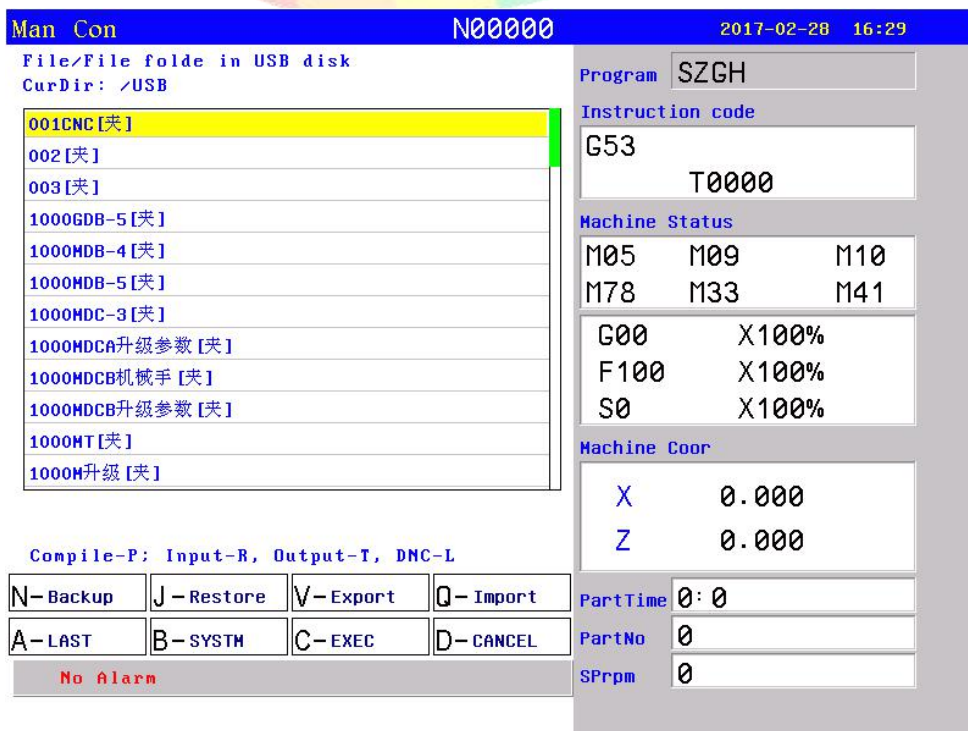 Man Con N00000 2017-02-28 16:29
File/File folde in USB disk
CurDir: /USB
001CNC[夹]
002[夹]
003[夹]
1000GDB-5[夹]
1000MDB-4[夹]
1000MDB-5[夹]
1000MDC-3[夹]
1000MDCA升级参数[夹]
1000MDCB机械手[夹]
1000MDCB升级参数[夹]
1000MT[夹]
1000M升级[夹]
Compile-P; Input-R, Output-T, DNC-L
N-Backup J-Restore V-Export Q-Import
A-LAST B-SYSTM C-EXEC D-CANCEL
No Alarm
Program SZGH
Instruction code
G53
T0000
Machine Status
M05 M09 M10
M78 M33 M41
G00 X100%
F100 X100%
S0 X100%
Machine Coor
X 0.000
Z 0.000
PartTime 0:0
PartNo 0
SPrpm 0